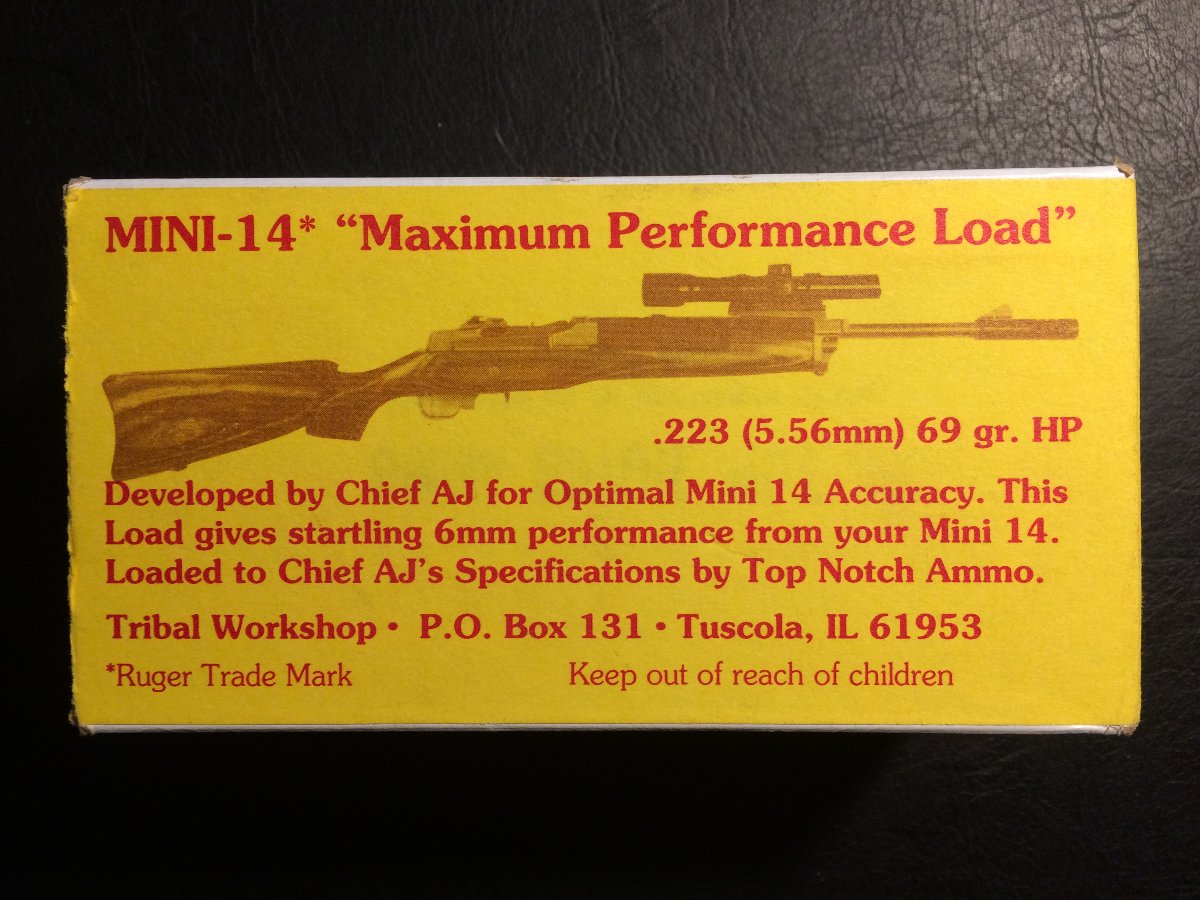 MINI-14* “Maximum Performance Load”
.223 (5.56mm) 69 gr. HP
Developed by Chief AJ for Optimal Mini 14 Accuracy. This
Load gives startling 6mm performance from your Mini 14.
Loaded to Chief AJ's Specifications by Top Notch Ammo.
Tribal Workshop • P.O. Box 131 • Tuscola, IL 61953
*Ruger Trade Mark
Keep out of reach of children